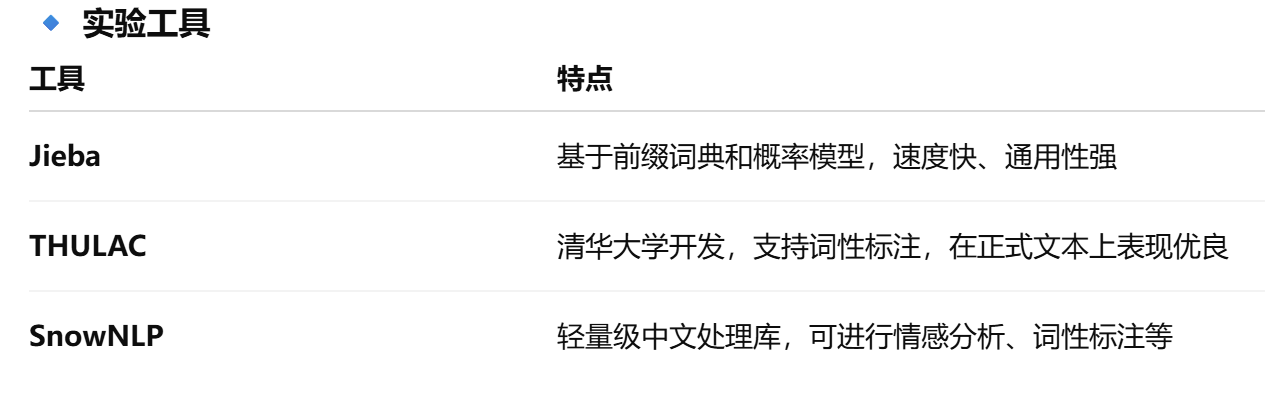 实验工具
工具 特点
Jieba 基于前缀词典和概率模型，速度快、通用性强
THULAC 清华大学开发，支持词性标注，在正式文本上表现优良
SnowNLP 轻量级中文处理库，可进行情感分析、词性标注等